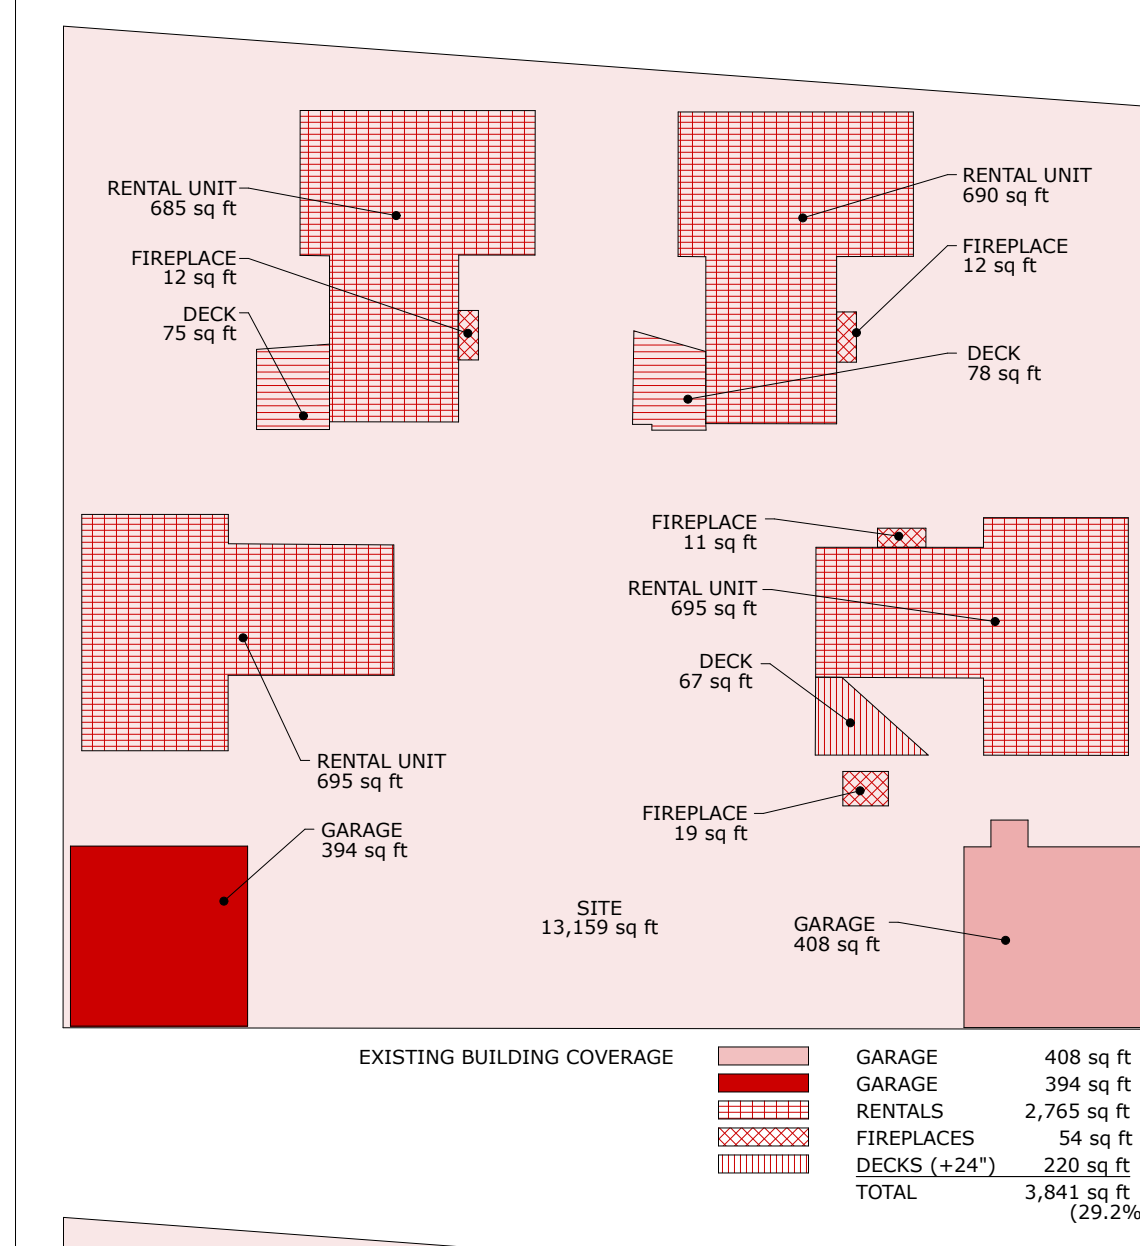 RENTAL UNIT
685 sq ft
RENTAL UNIT
690 sq ft
FIREPLACE
12 sq ft
FIREPLACE
12 sq ft
DECK
75 sq ft
DECK
78 sq ft
FIREPLACE
11 sq ft
RENTAL UNIT
695 sq ft
DECK
67 sq ft
RENTAL UNIT
695 sq ft
FIREPLACE
19 sq ft
GARAGE
394 sq ft
SITE
13,159 sq ft
GARAGE
408 sq ft
EXISTING BUILDING COVERAGE GARAGE 408 sq ft
GARAGE 394 sq ft
RENTALS 2,765 sq ft
FIREPLACES 54 sq ft
DECKS (+24") 220 sq ft
TOTAL 3,841 sq ft
(29.2%